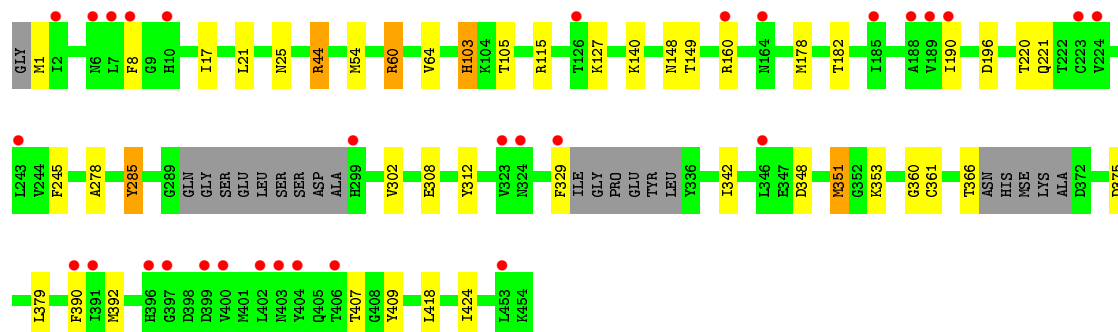 GLY M1 I2 N6 L7 F8 G9 H10 I17 L21 N25 R44 M54 R60 V64 H103 K104 T105 R115 T126 K127 K140 N148 T149 R160 N164 M178 T182 I185 A188 V189 I190 D196 T220 Q221 T222 C223 V224
L243 V244 F245 A278 Y285 G289 GLN GLY SER GLU LEU SER SER ASP ALA H299 V302 E308 Y312 V323 N324 F329 ILE GLY PRO GLU TYR LEU Y336 I342 L346 E347 D348 M351 G352 K353 G360 C361 T366 ASN HIS MSE LYS ALA D372 D375
L379 F390 I391 M392 H396 G397 D398 D399 V400 M401 L402 N403 Y404 Q405 T406 T407 G408 Y409 L418 I424 L453 K454